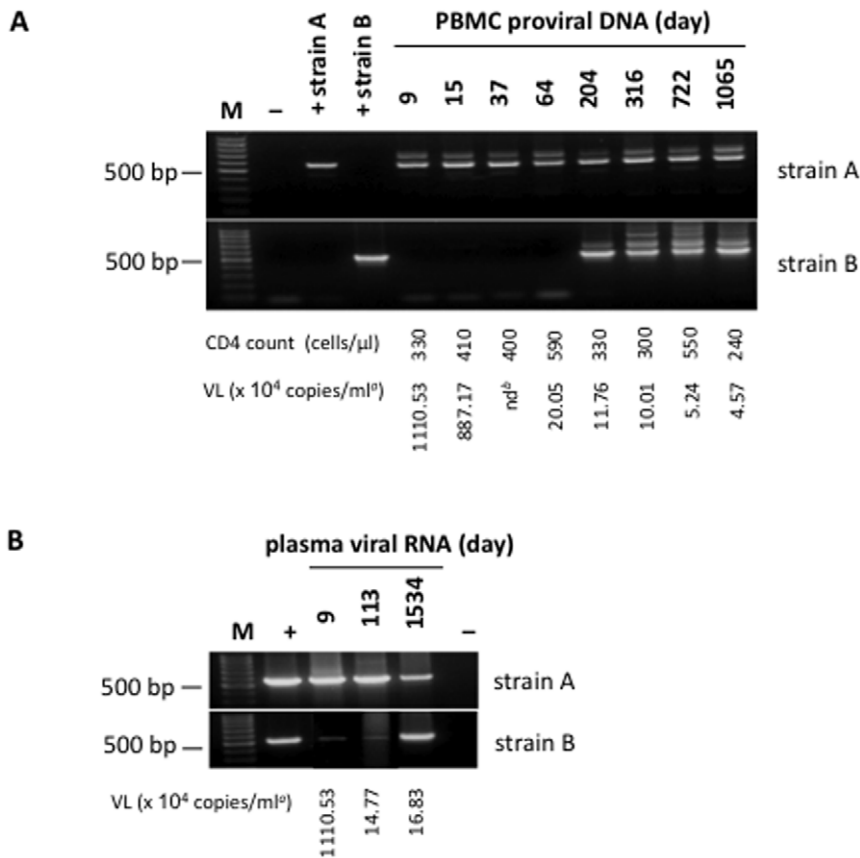 A
PBMC proviral DNA (day)
M – + strain A + strain B 9 15 37 64 204 316 722 1065
500 bp strain A
500 bp strain B
CD4 count (cells/μl) 330 410 400 590 330 300 550 240
VL (x 10⁴ copies/mlᵃ) 1110.53 887.17 ndᵇ 20.05 11.76 10.01 5.24 4.57
B
plasma viral RNA (day)
M + 9 113 1534 –
500 bp strain A
500 bp strain B
VL (x 10⁴ copies/mlᵃ) 1110.53 14.77 16.83